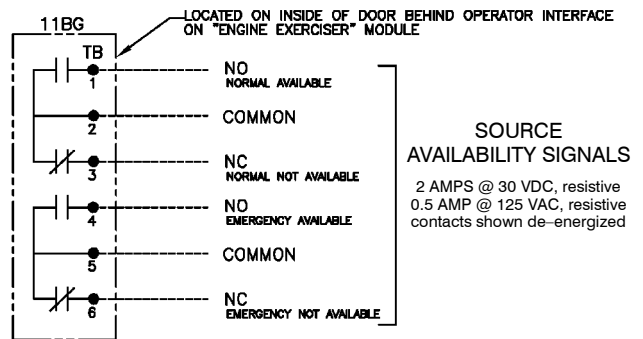 LOCATED ON INSIDE OF DOOR BEHIND OPERATOR INTERFACE
ON "ENGINE EXERCISER" MODULE
11BG
TB
1
NO
NORMAL AVAILABLE
2
COMMON
3
NC
NORMAL NOT AVAILABLE
4
NO
EMERGENCY AVAILABLE
5
COMMON
6
NC
EMERGENCY NOT AVAILABLE
SOURCE
AVAILABILITY SIGNALS
2 AMPS @ 30 VDC, resistive
0.5 AMP @ 125 VAC, resistive
contacts shown de–energized